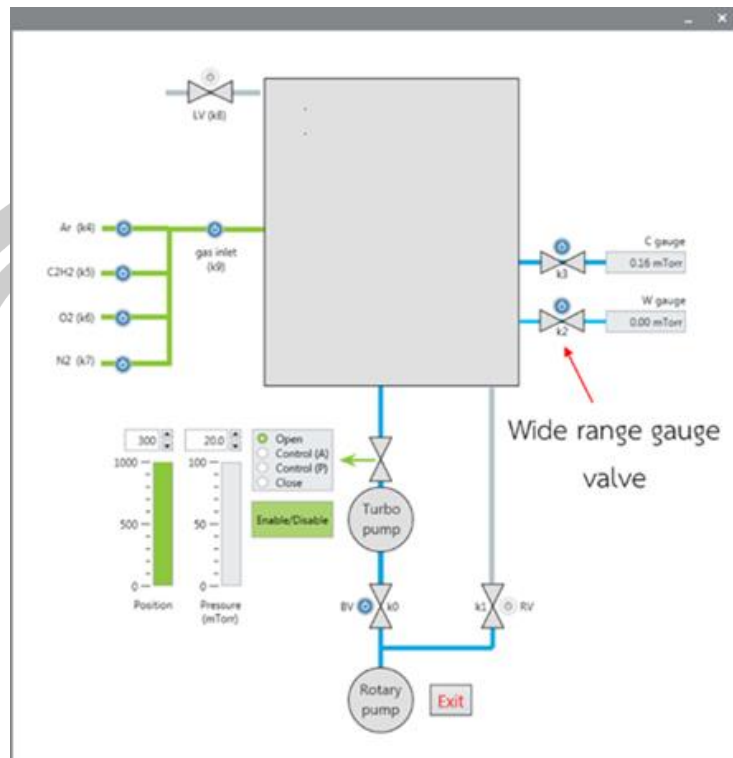 LV (k8)
Ar (k4)
gas inlet
(k9)
C2H2 (k5)
O2 (k6)
N2 (k7)
C gauge
0.16 mTorr
k3
W gauge
0.00 mTorr
k2
Wide range gauge
valve
300
20.0
Open
Control (A)
Control (P)
Close
1000
100
500
50
0
0
Position
Pressure
(mTorr)
Enable/Disable
Turbo
pump
BV
k0
k1
RV
Rotary
pump
Exit